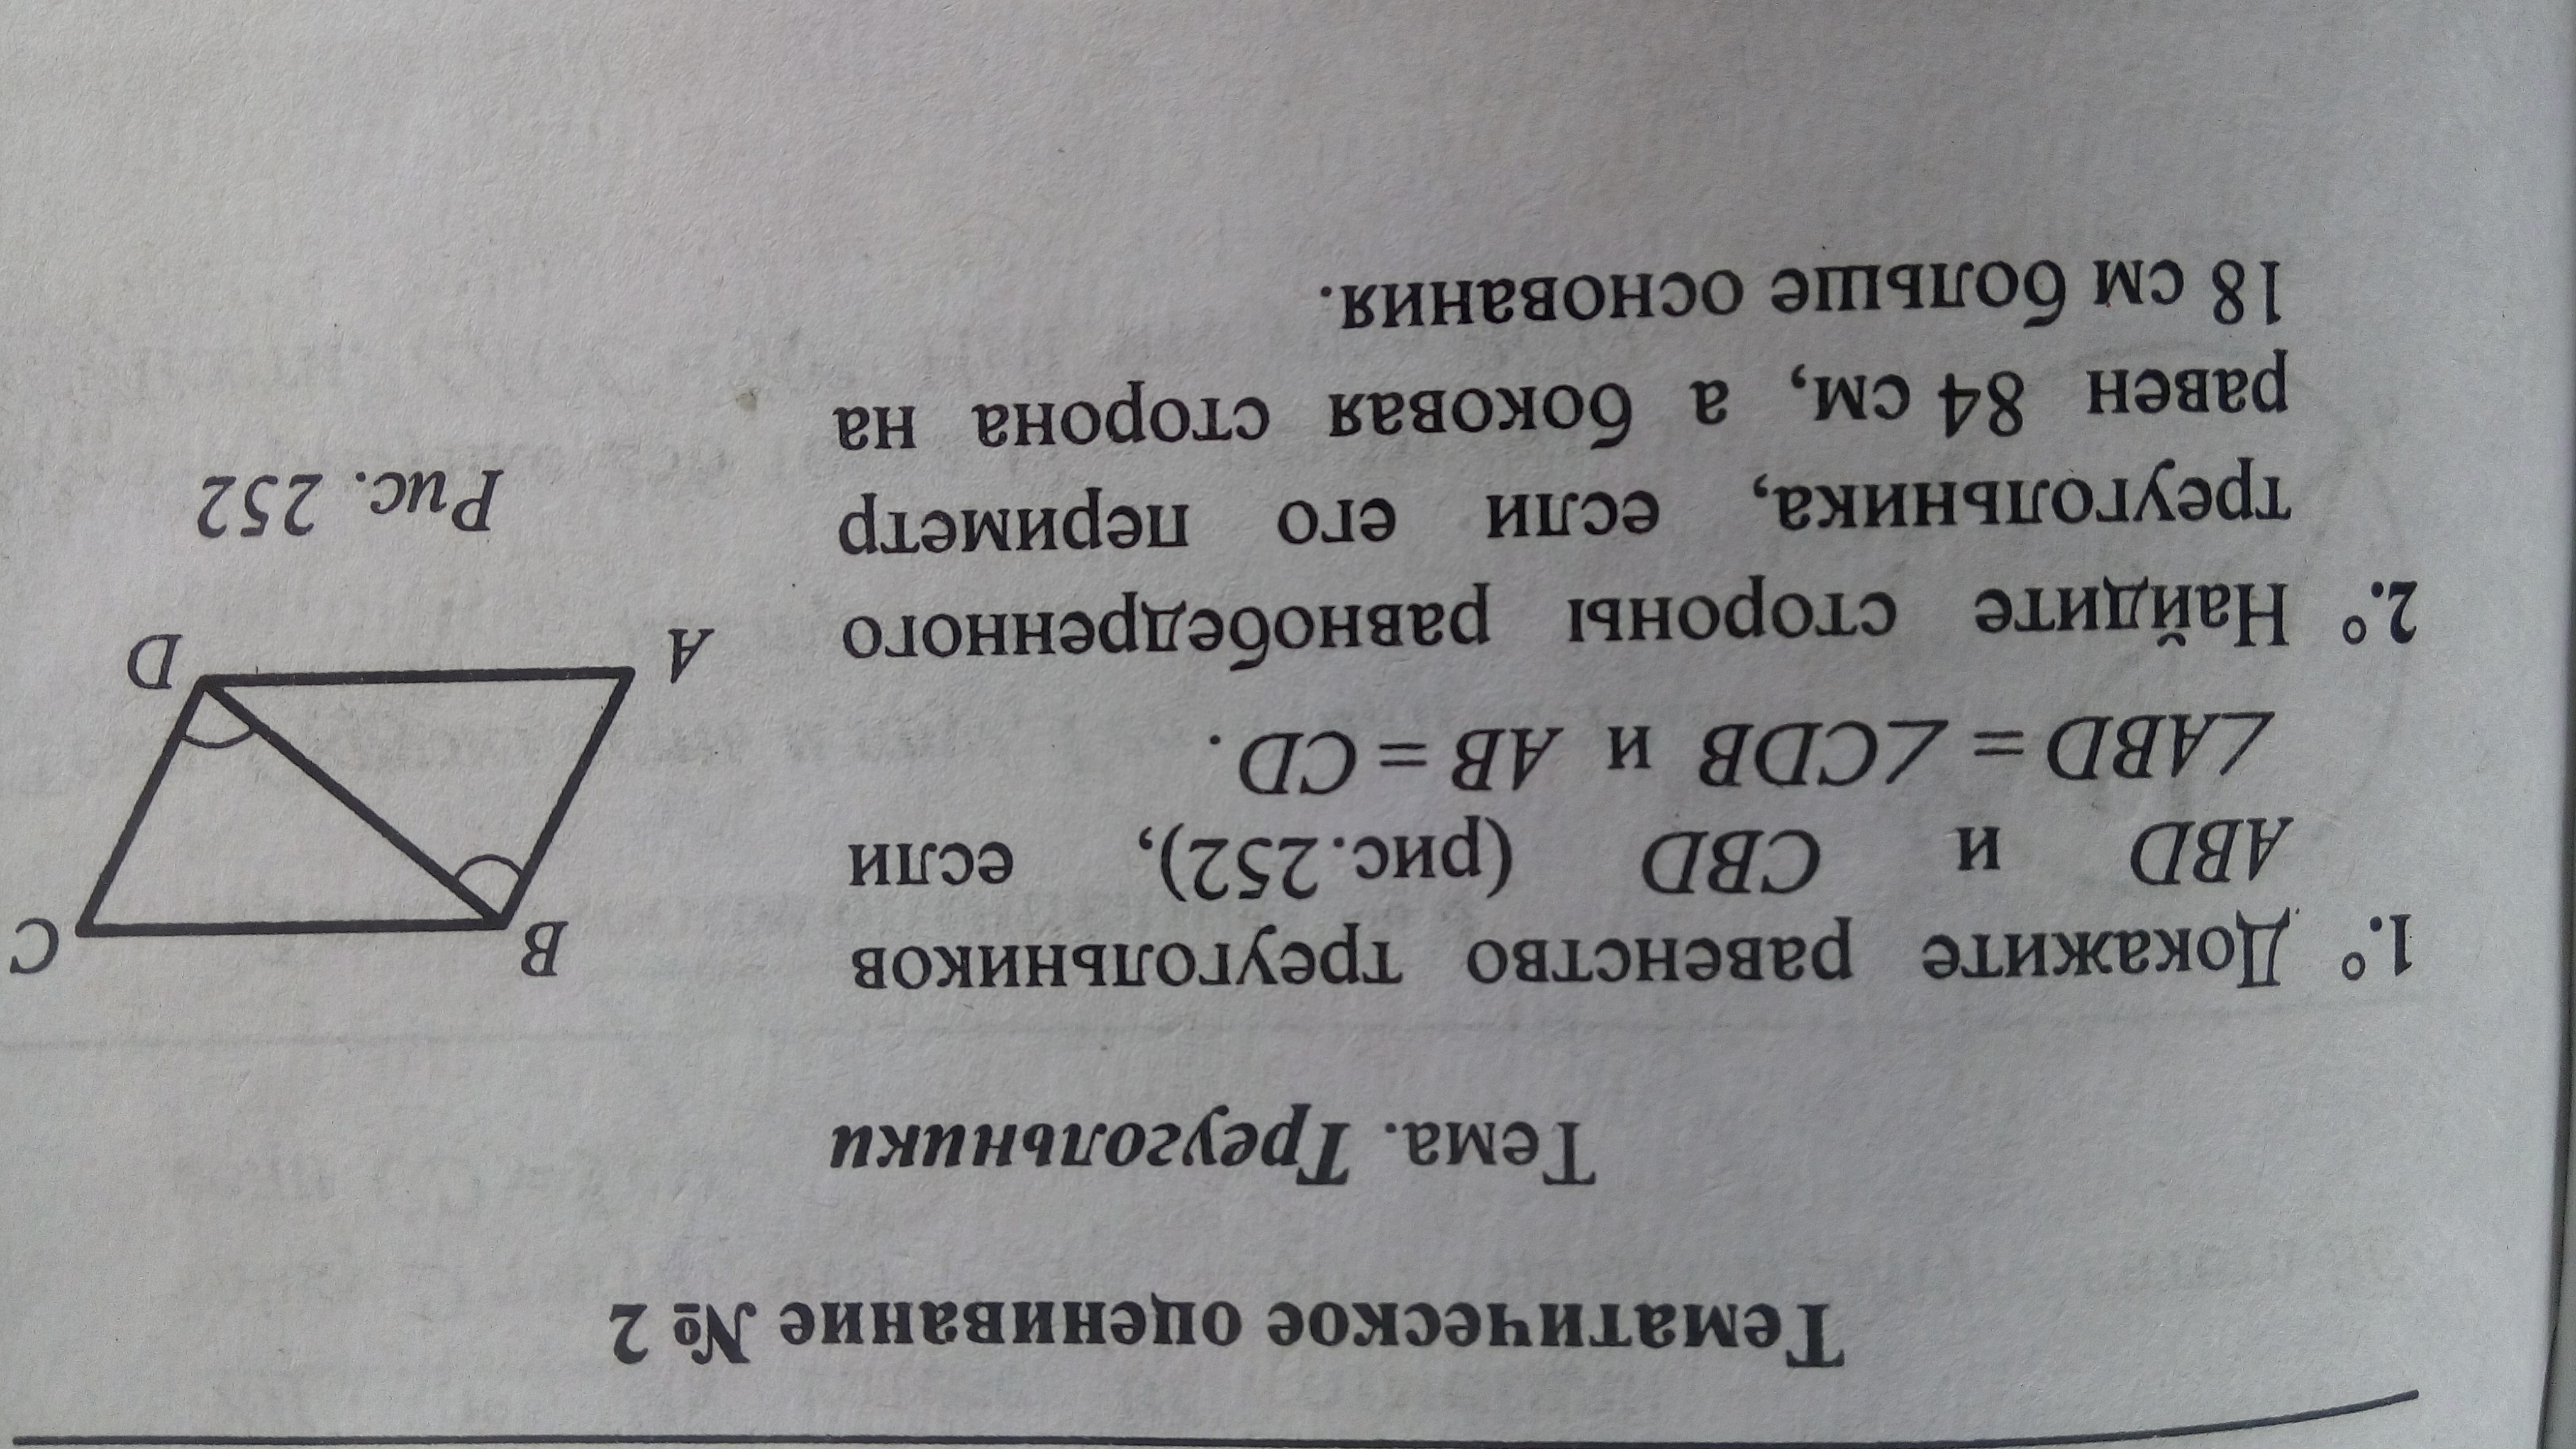 Тематическое оценивание № 2
Тема. Треугольники
1.° Докажите равенство треугольников
ABD и CBD (рис. 252), если
∠ABD = ∠CDB и AB = CD.
2.° Найдите стороны равнобедренного
треугольника, если его периметр
равен 84 см, а боковая сторона на
18 см больше основания.
B
C
A
D
Рис. 252